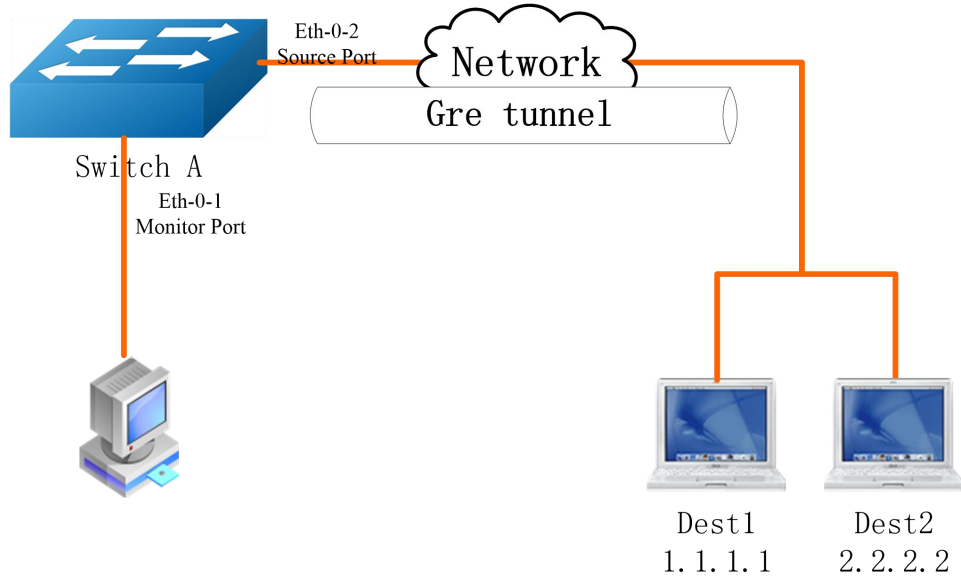 Eth-0-2
Source Port
Network
Gre tunnel
Switch A
Eth-0-1
Monitor Port
Dest1
1.1.1.1
Dest2
2.2.2.2